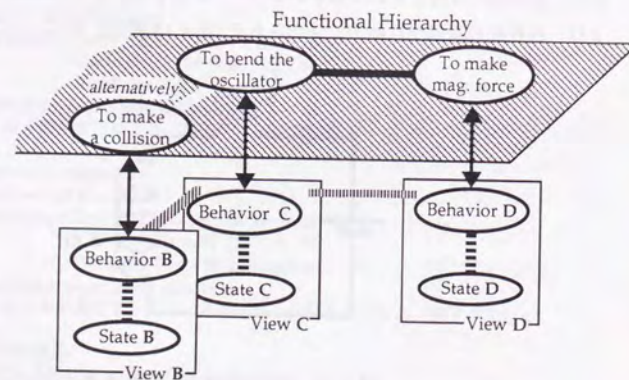 Functional Hierarchy
To bend the
oscillator
To make
mag. force
alternatively
To make
a collision
Behavior C
Behavior D
Behavior B
State C
State D
View C
View D
State B
View B